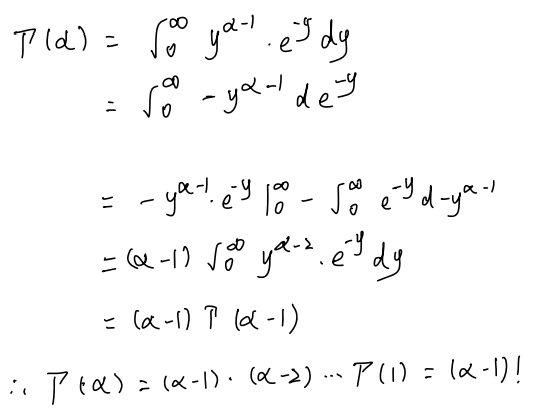 Γ(α) = ∫₀^∞ y^(α-1) · e^(-y) dy
= ∫₀^∞ - y^(α-1) d e^(-y)
= - y^(α-1) · e^(-y) |₀^∞ - ∫₀^∞ e^(-y) d -y^(α-1)
= (α-1) ∫₀^∞ y^(α-2) · e^(-y) dy
= (α-1) Γ (α-1)
∴ Γ(α) = (α-1) · (α-2) ··· Γ(1) = (α-1)!